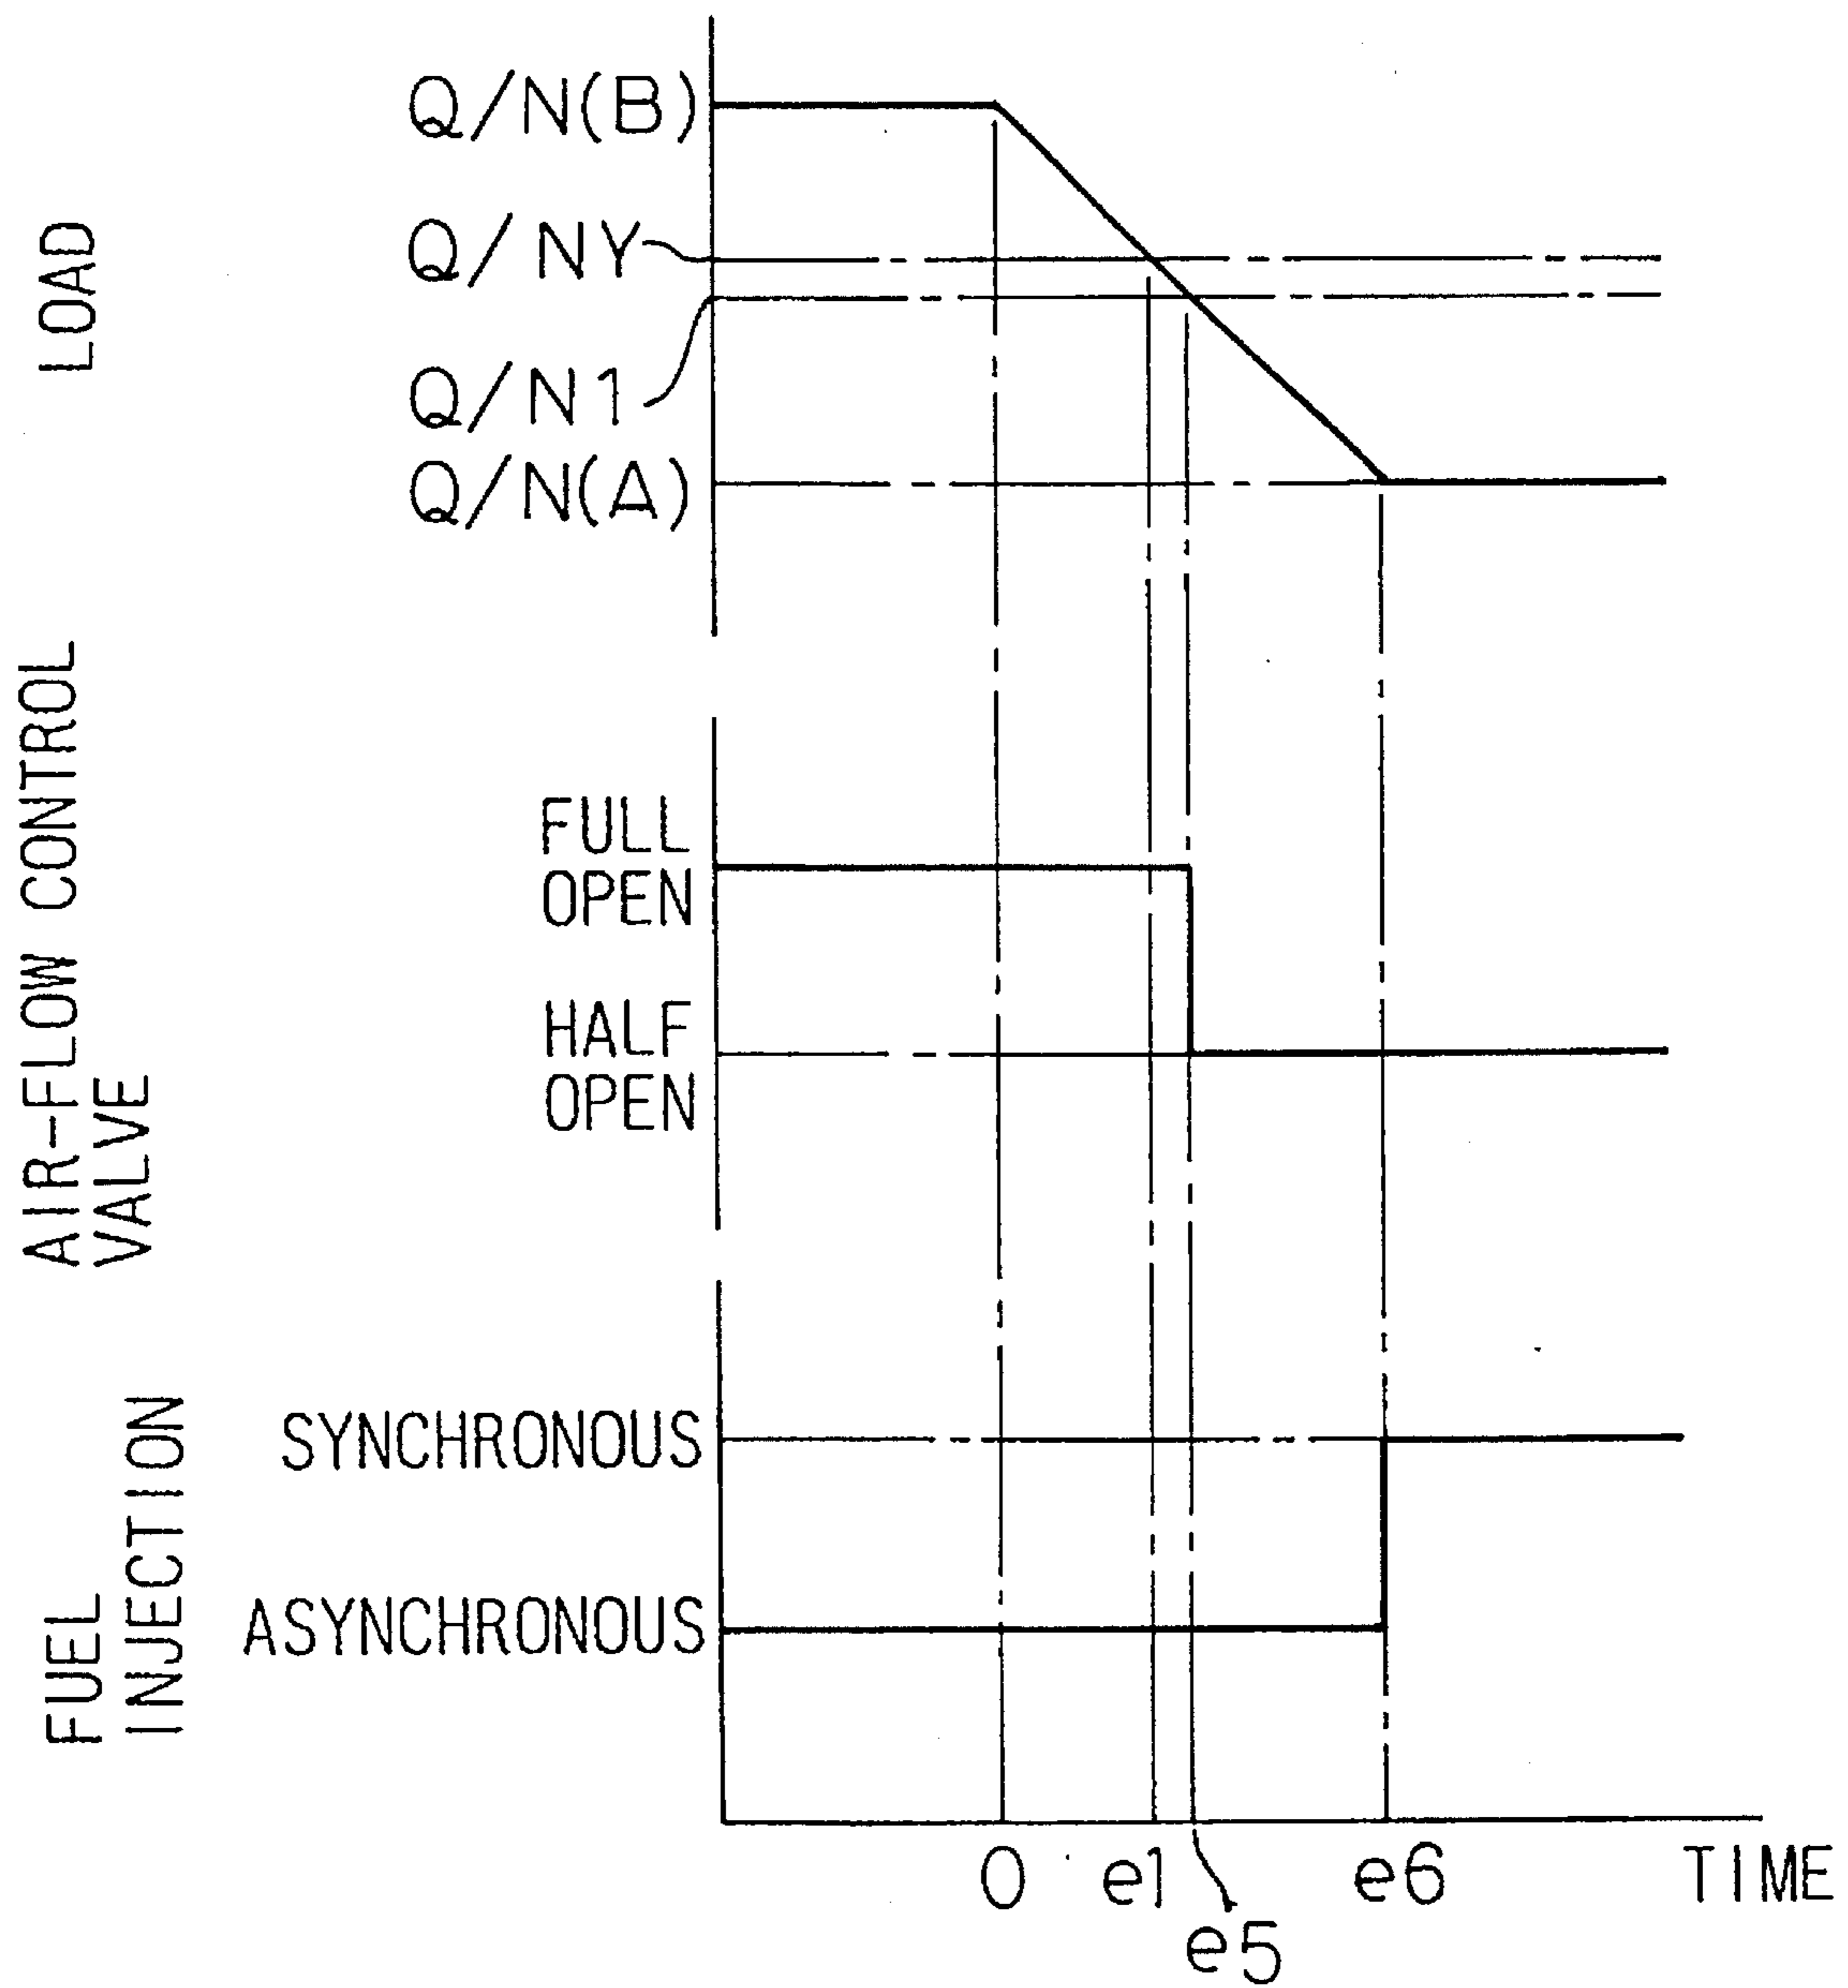 LOAD
Q/N(B)
Q/NY
Q/N1
Q/N(A)
AIR-FLOW CONTROL
VALVE
FULL
OPEN
HALF
OPEN
FUEL
INJECTION
SYNCHRONOUS
ASYNCHRONOUS
0 e1 e6 TIME
e5